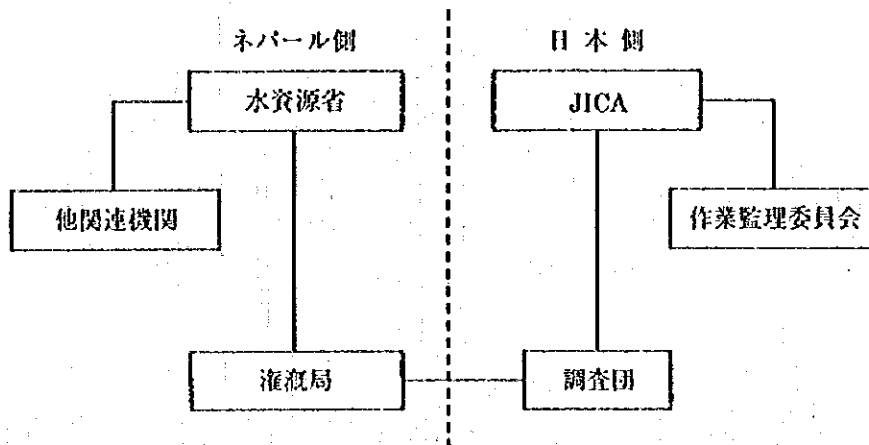 ネパール側
日本側
水資源省
JICA
他関連機関
作業監理委員会
潅漑局
調査団